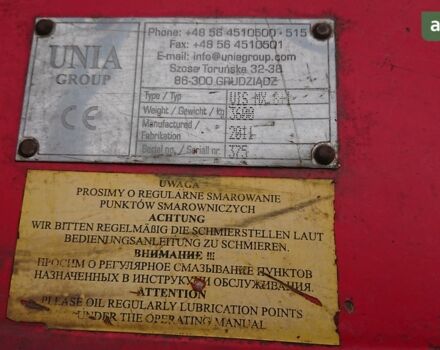 UNIA
GROUP
CE
Phone: +48 56 4510500 - 515
Fax: +48 56 4510501
E-mail: info@uniagroup.com
Szosa Toruńska 32-38
86-300 GRUDZIĄDZ
Type / Typ
Weight / Gewicht / kg 3600
Manufactured /
Fabrikation 2011
Serial no. / Seriall nr. 375
UWAGA
PROSIMY O REGULARNE SMAROWANIE
PUNKTÓW SMAROWNICZYCH
ACHTUNG
WIR BITTEN REGELMÄßIG DIE SCHMIERSTELLEN LAUT
BEDIENUNGSANLEITUNG ZU SCHMIEREN.
ВНИМАНИЕ !!!
ПРОСИМ О РЕГУЛЯРНОЕ СМАЗЫВАНИЕ ПУНКТОВ
НАЗНАЧЕННЫХ В ИНСТРУКЦИИ ОБСЛУЖИВАНИЯ.
ATTENTION
PLEASE OIL REGULARLY LUBRICATION POINTS
UNDER THE OPERATING MANUAL